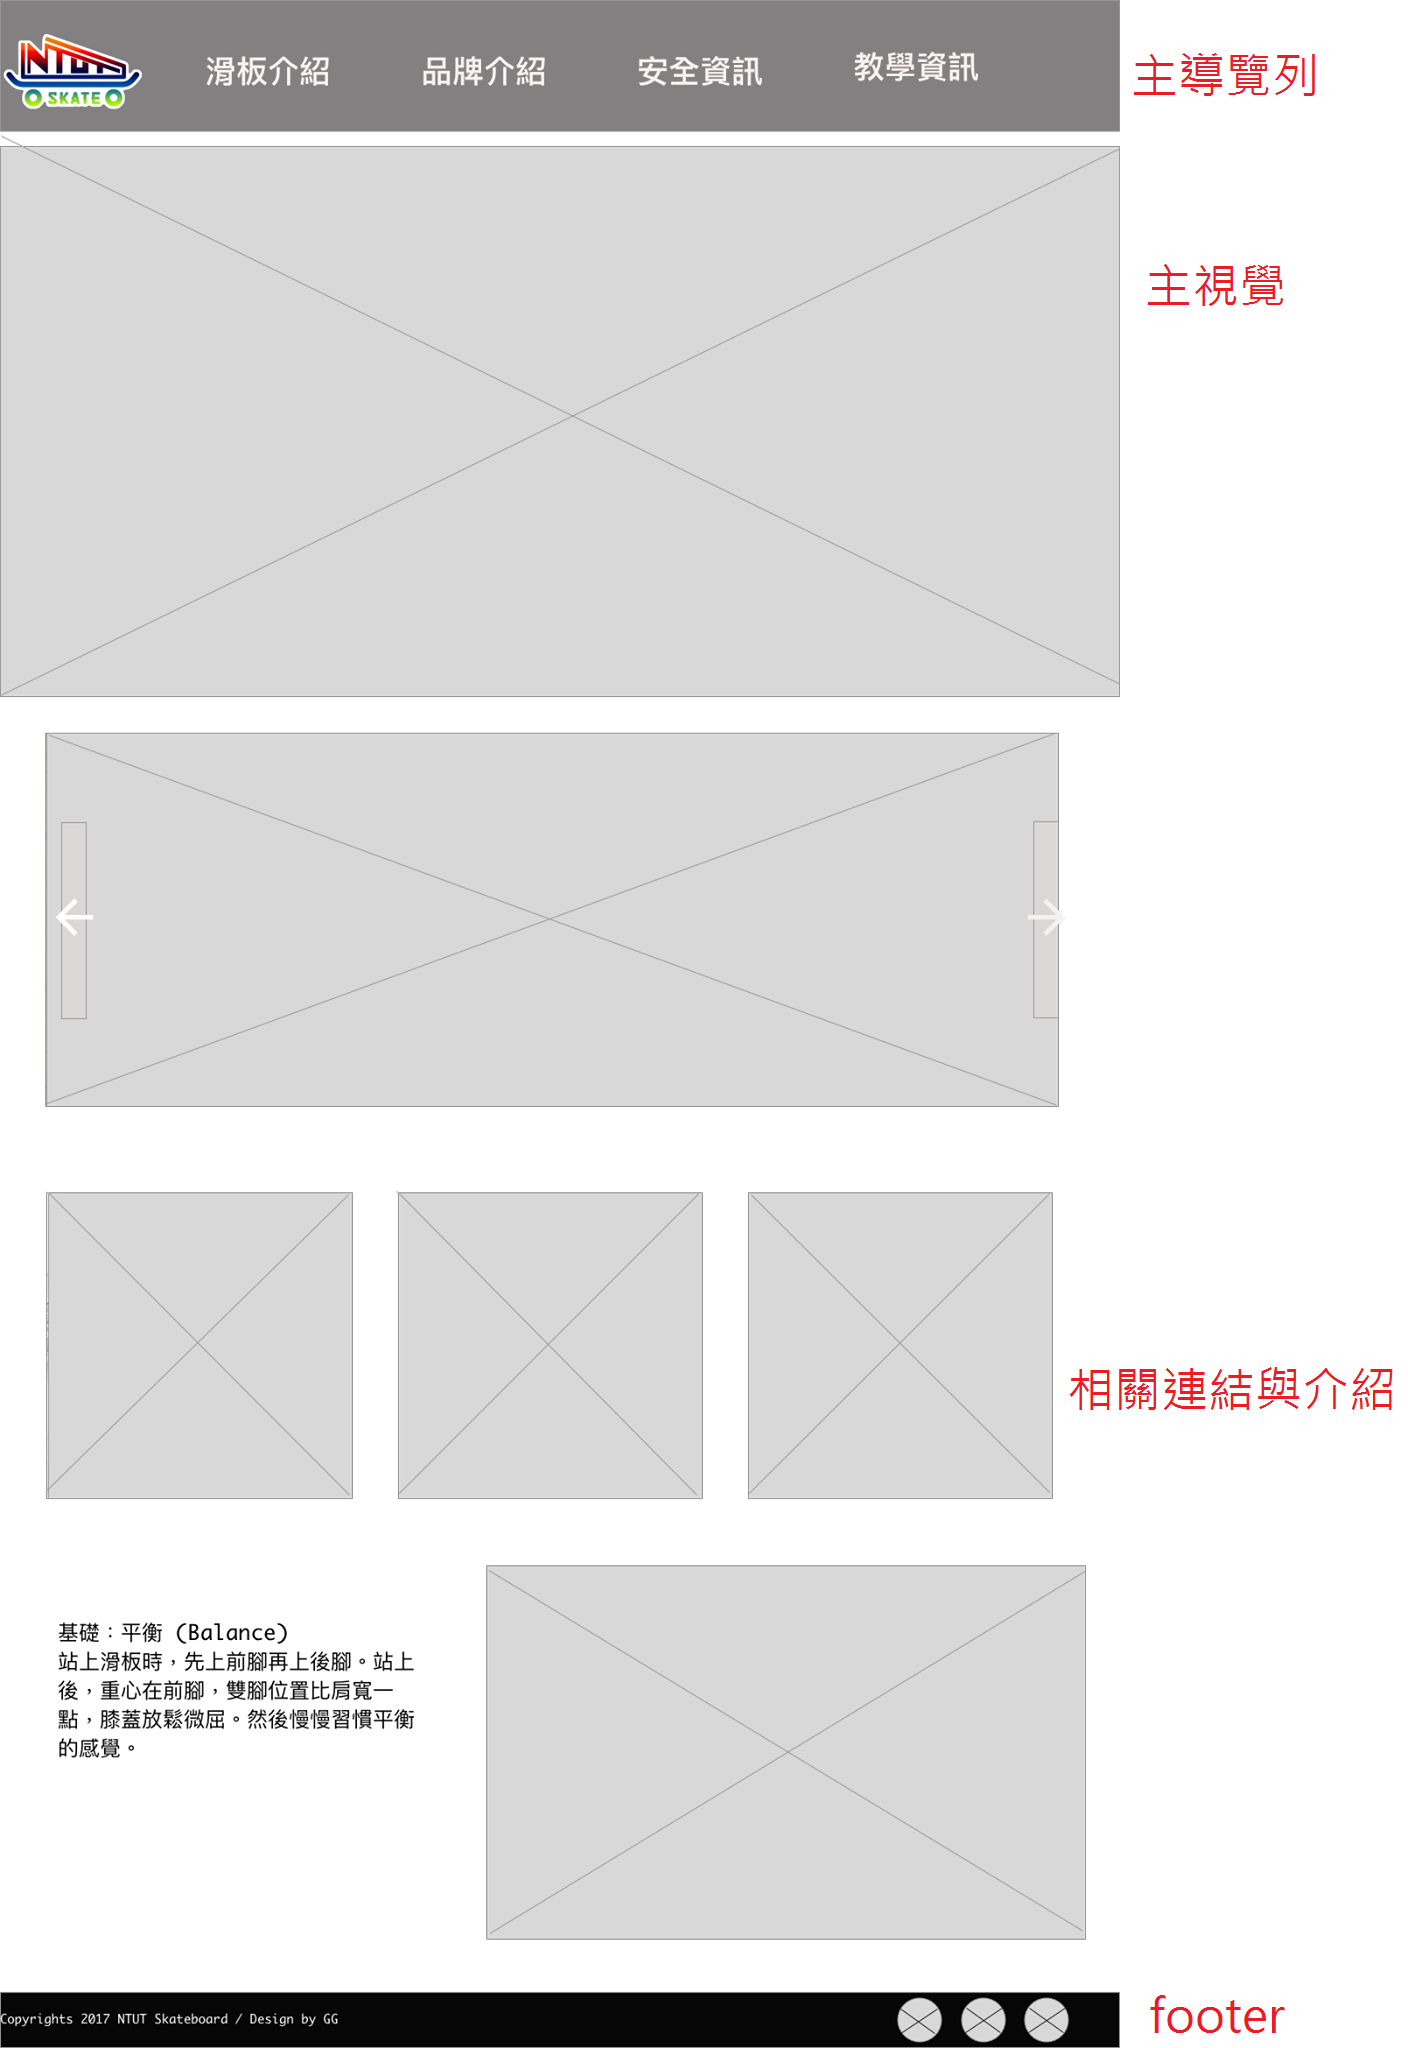 NTUT
SKATE
滑板介紹
品牌介紹
安全資訊
教學資訊
主導覽列
主視覺
相關連結與介紹
基礎：平衡 (Balance)
站上滑板時，先上前腳再上後腳。站上
後，重心在前腳，雙腳位置比肩寬一
點，膝蓋放鬆微屈。然後慢慢習慣平衡
的感覺。
Copyrights 2017 NTUT Skateboard / Design by GG
footer